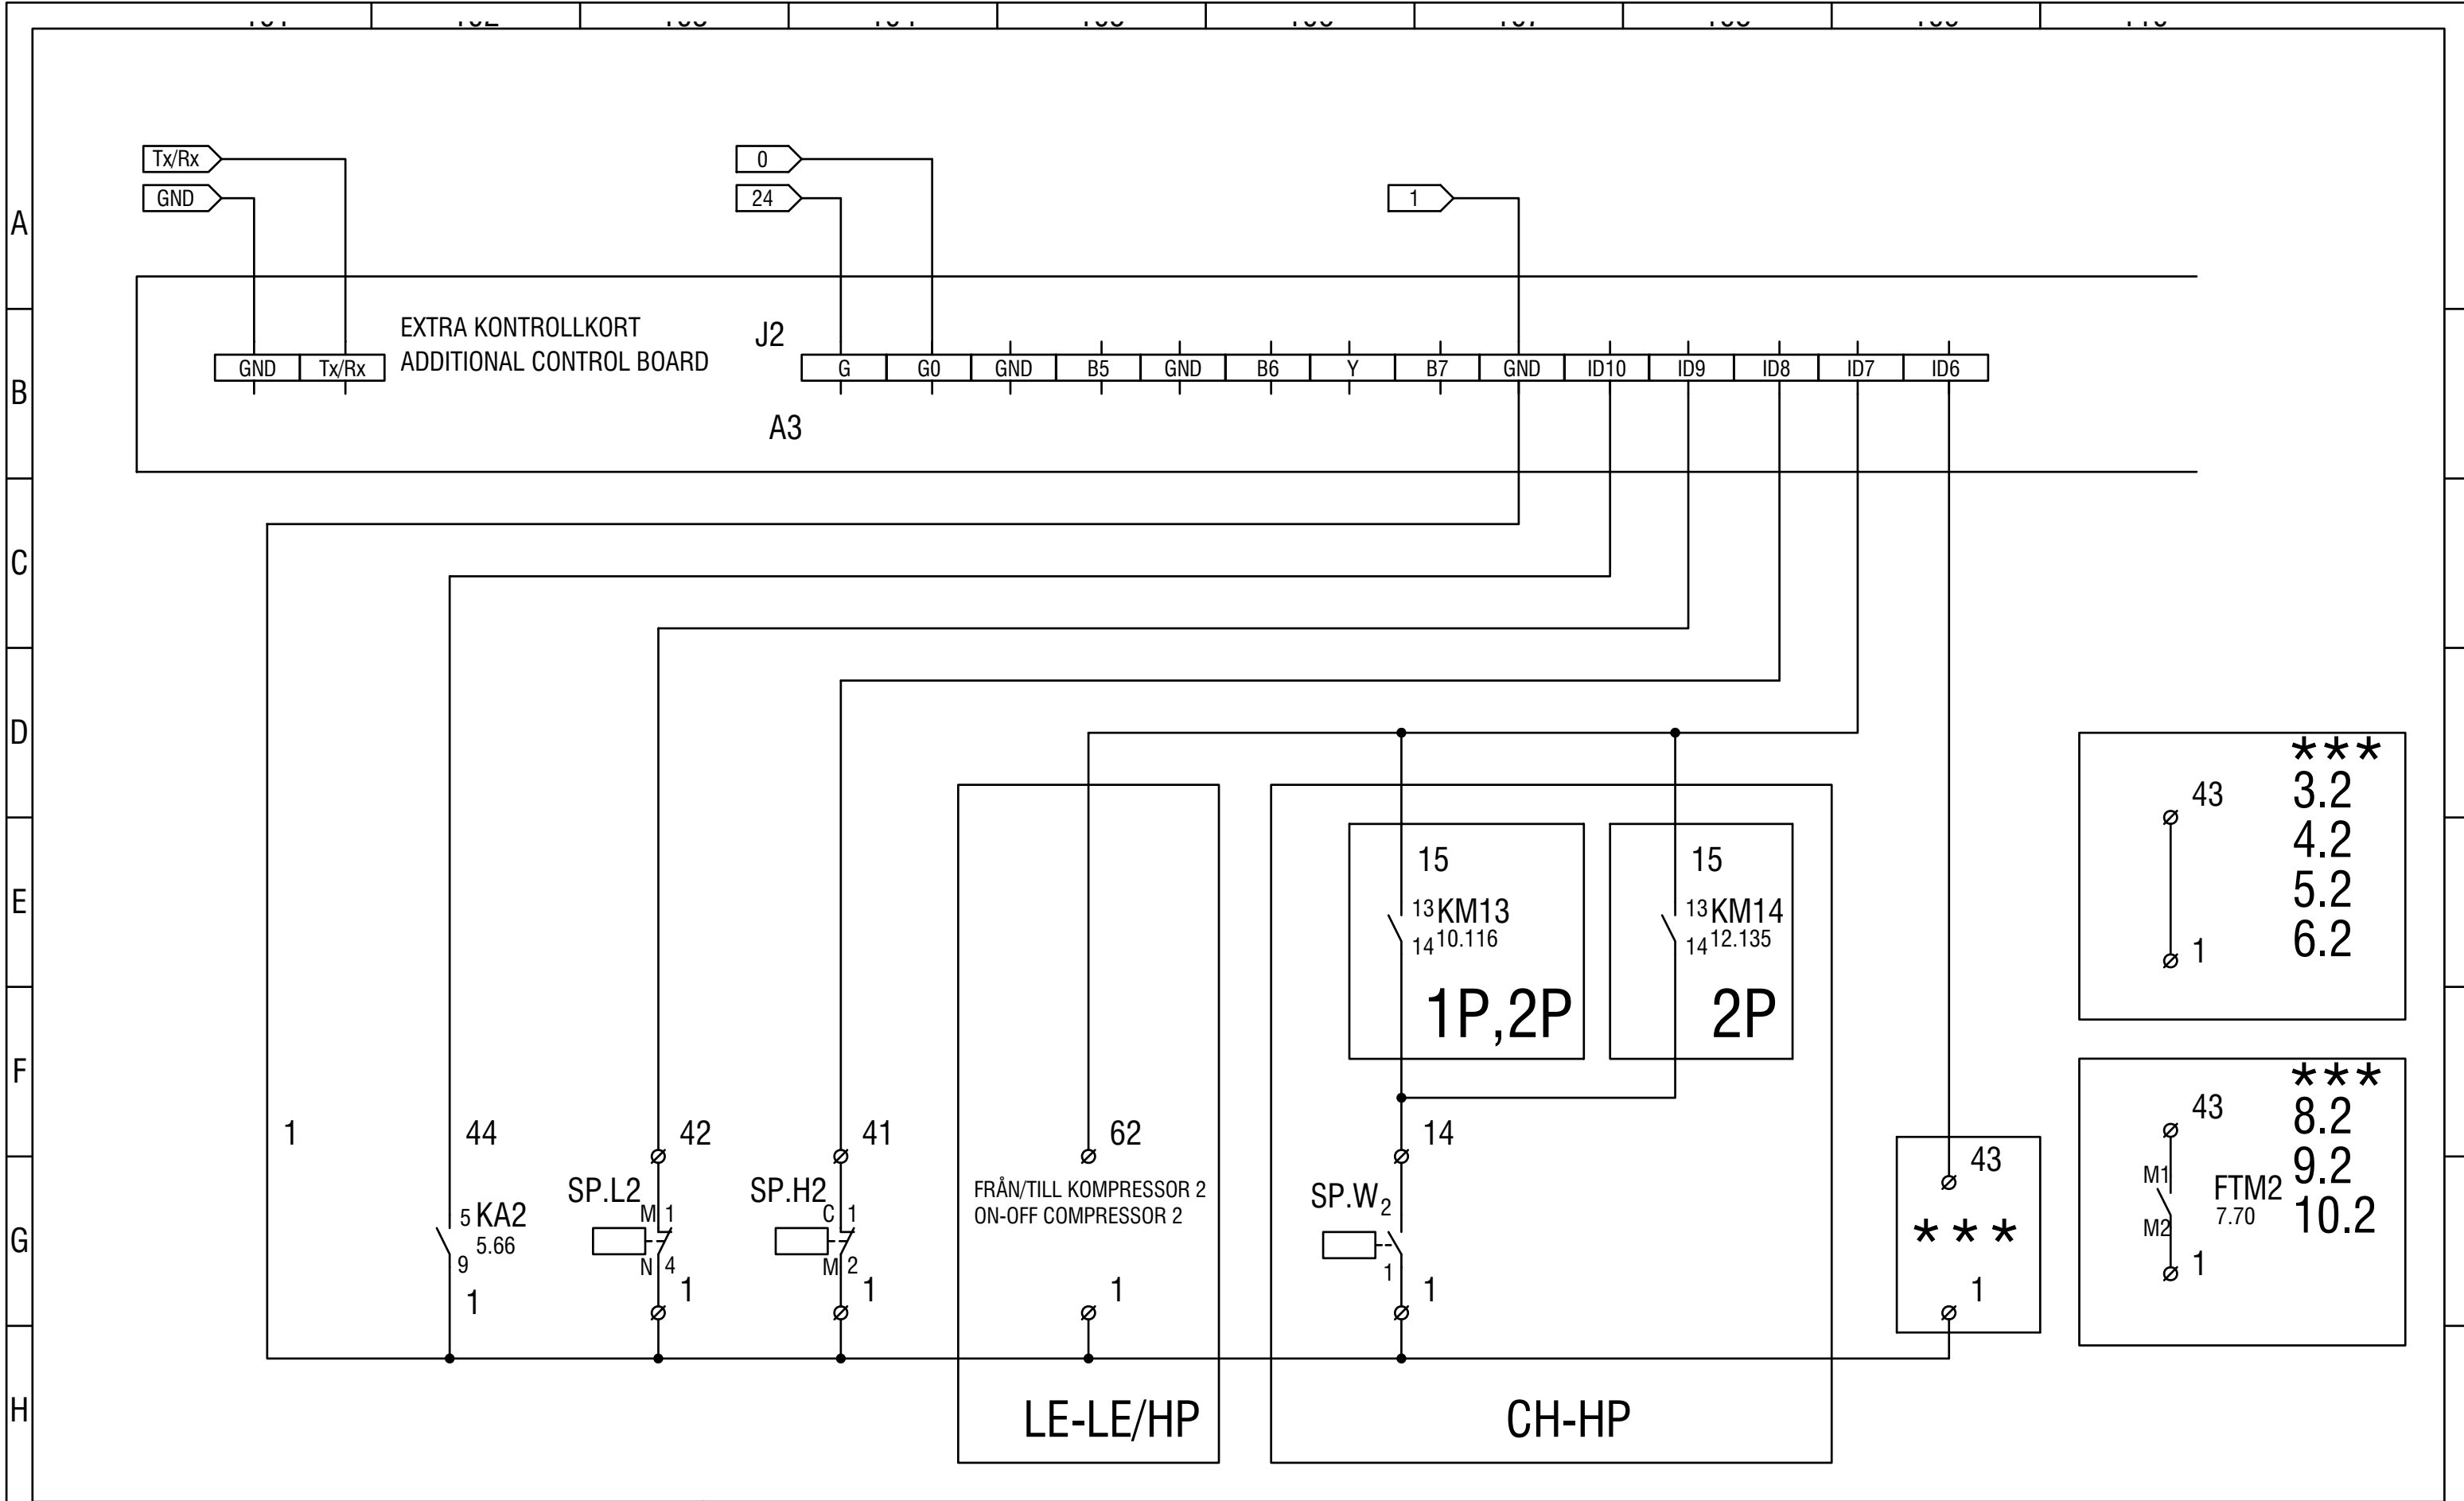 Tx/Rx
0
GND
24
1
A
EXTRA KONTROLLKORT
ADDITIONAL CONTROL BOARD
J2
GND Tx/Rx
G G0 GND B5 GND B6 Y B7 GND ID10 ID9 ID8 ID7 ID6
B
A3
C
D
***
3.2
4.2
5.2
6.2
43
1
E
15
13 KM13
14 10.116
1P,2P
15
13 KM14
14 12.135
2P
F
***
8.2
9.2
10.2
43
M1
M2
FTM2
7.70
1
1
44
42
41
62
14
43
G
5 KA2
5.66
9
1
SP.L2
M 1
N 4
1
SP.H2
C 1
M 2
1
FRÅN/TILL KOMPRESSOR 2
ON-OFF COMPRESSOR 2
1
SP.W2
1
1
***
1
H
LE-LE/HP
CH-HP